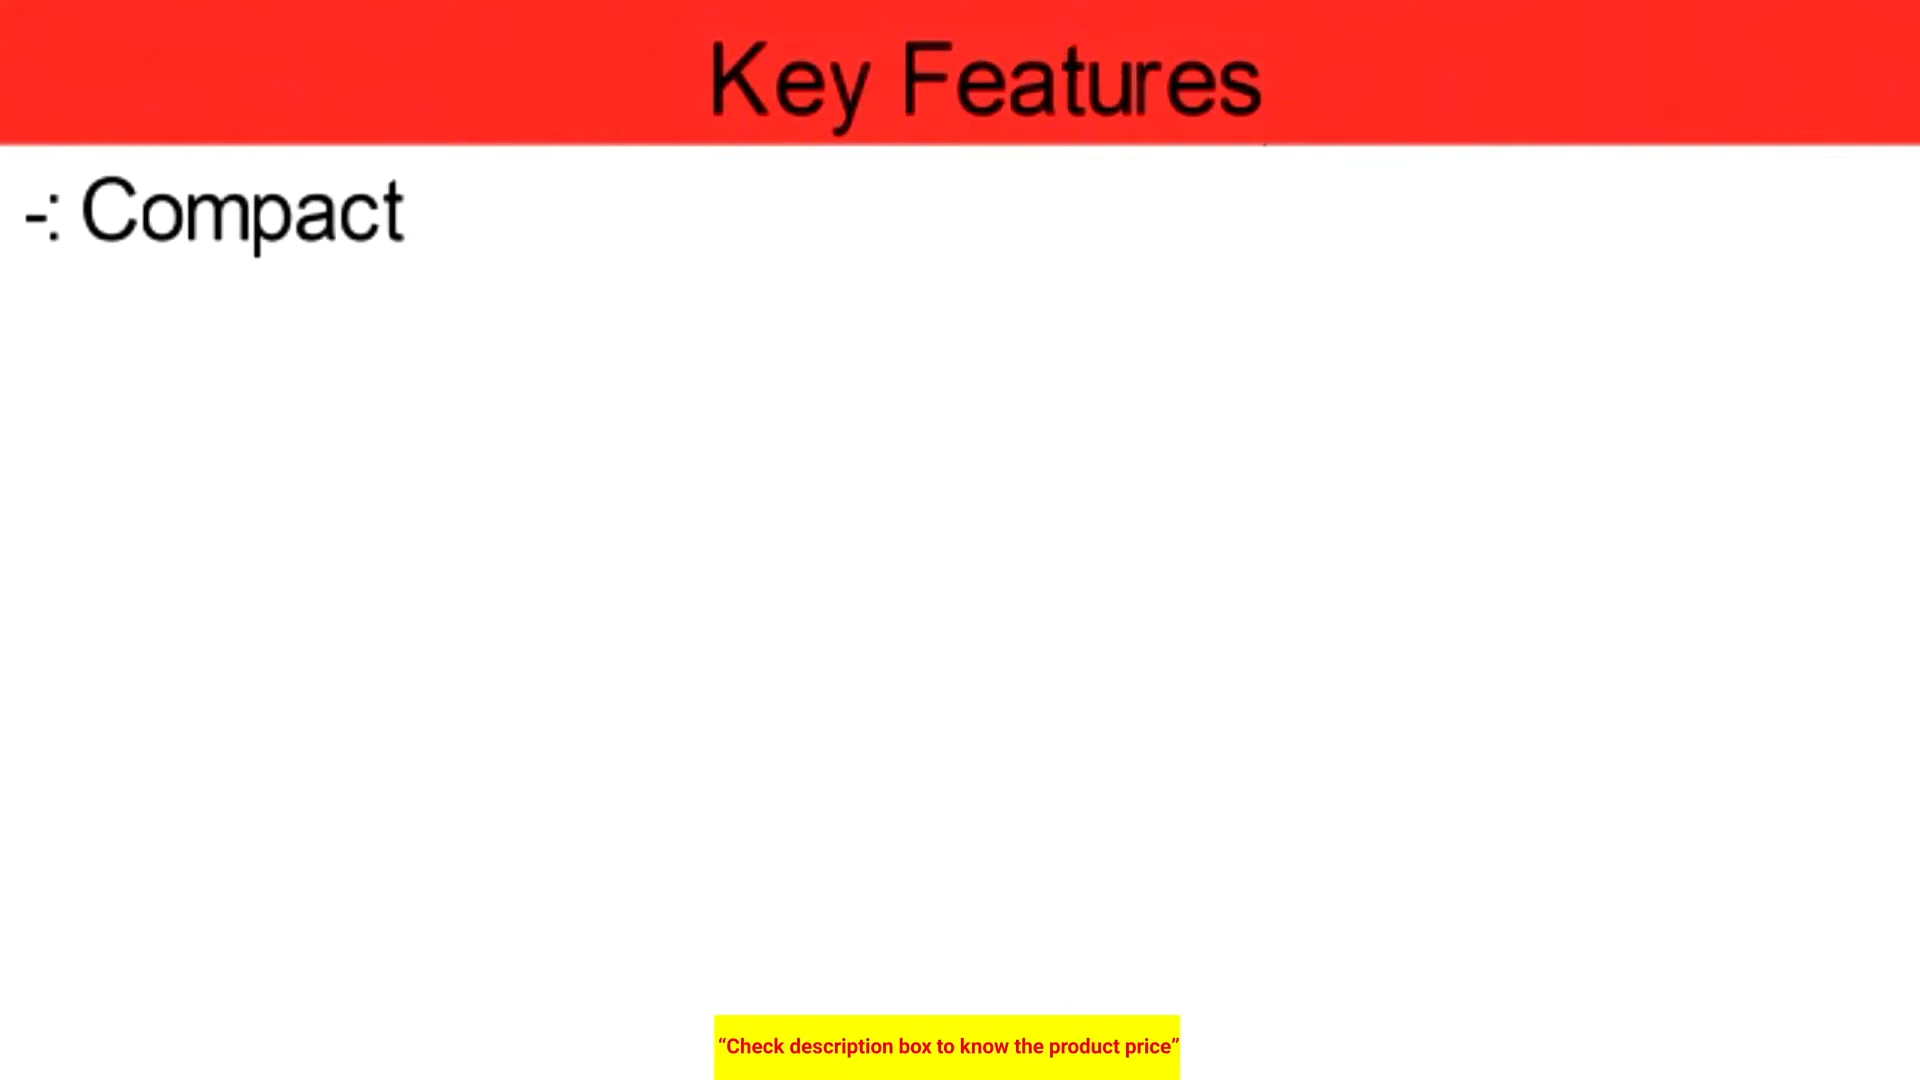 Key Features
-: Compact
“Check description box to know the product price”